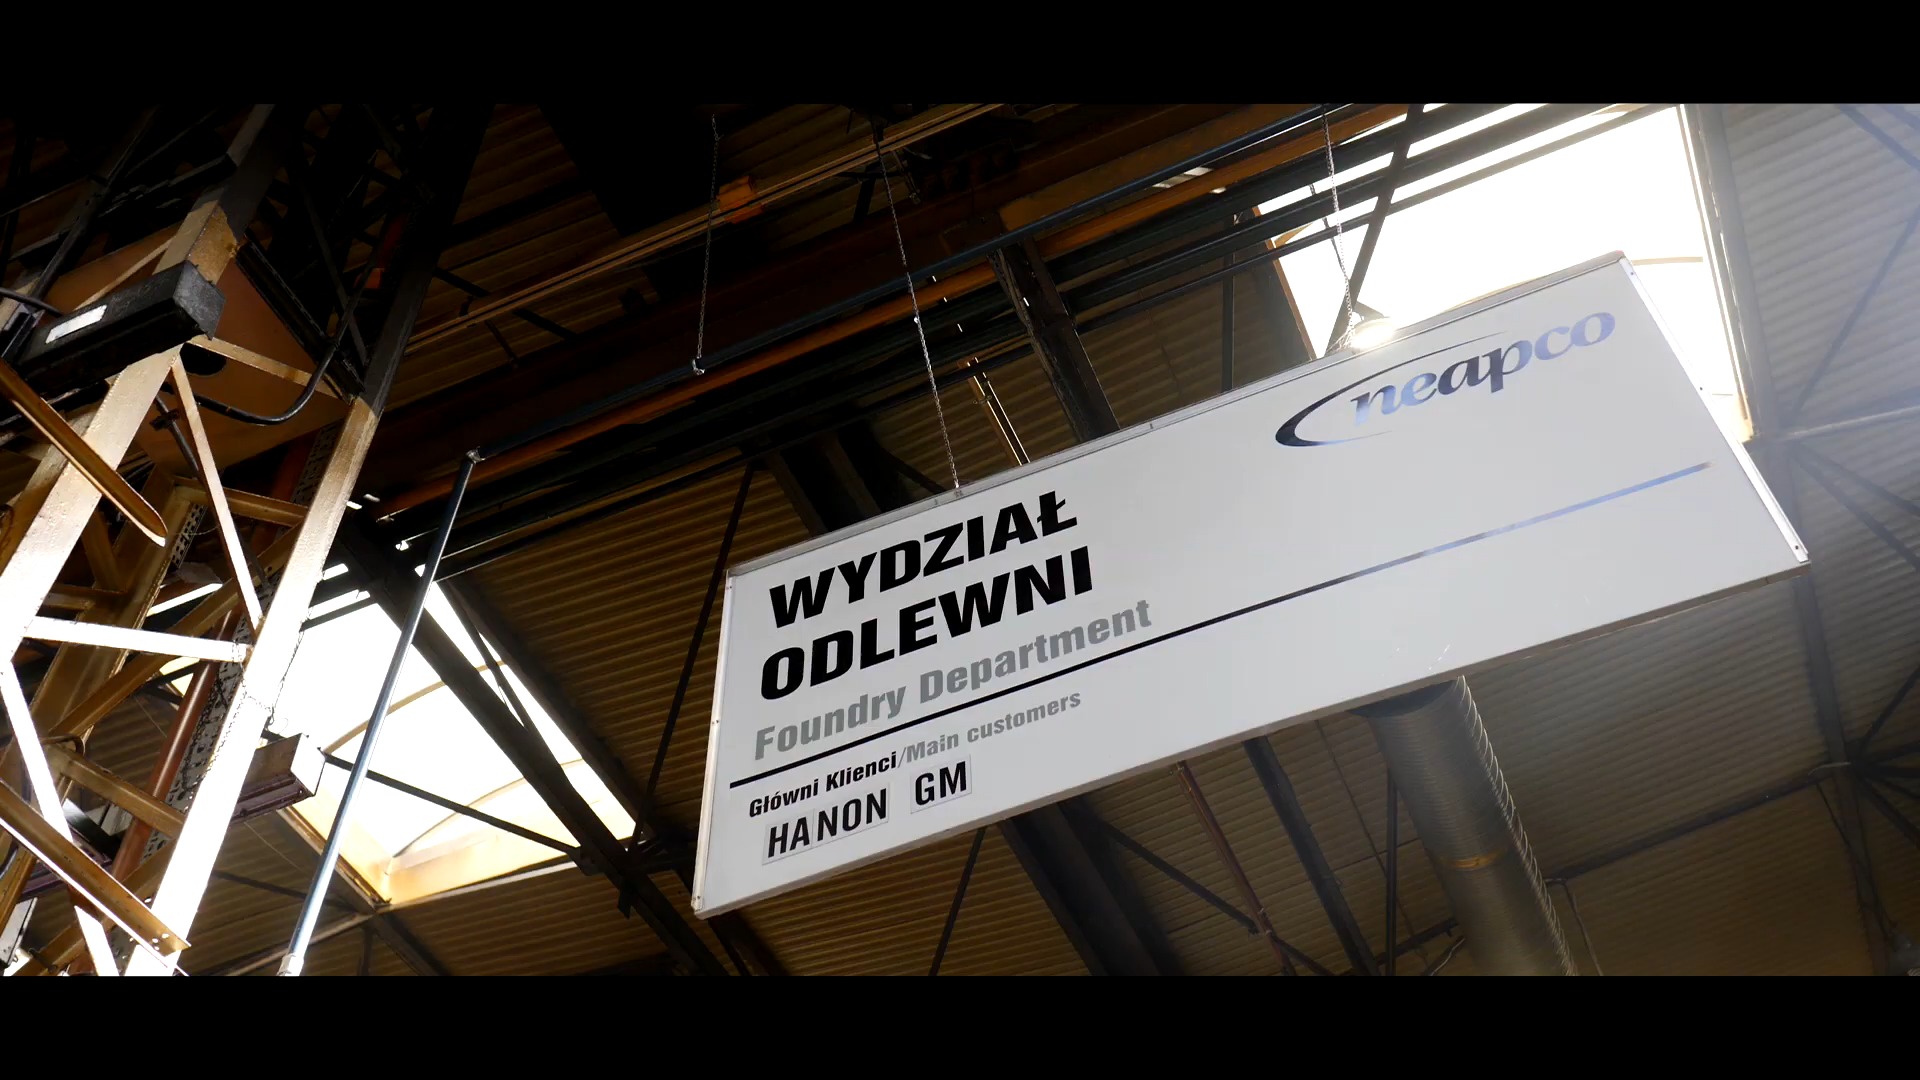 neapco
WYDZIAŁ
ODLEWNI
Foundry Department
Główni Klienci/Main customers
HANON GM